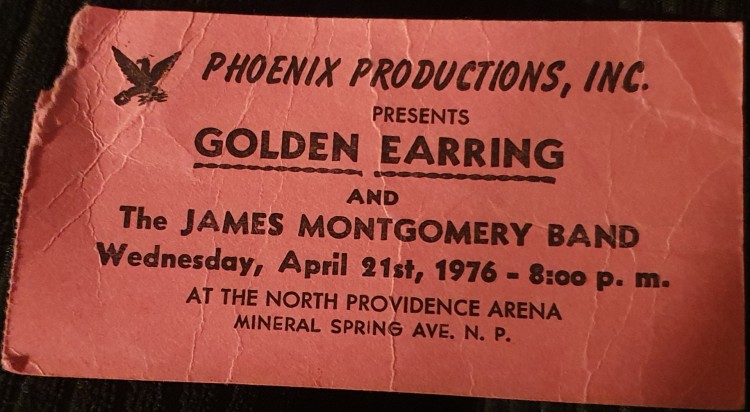 PHOENIX PRODUCTIONS, INC.
PRESENTS
GOLDEN EARRING
AND
The JAMES MONTGOMERY BAND
Wednesday, April 21st, 1976 - 8:00 p. m.
AT THE NORTH PROVIDENCE ARENA
MINERAL SPRING AVE. N. P.